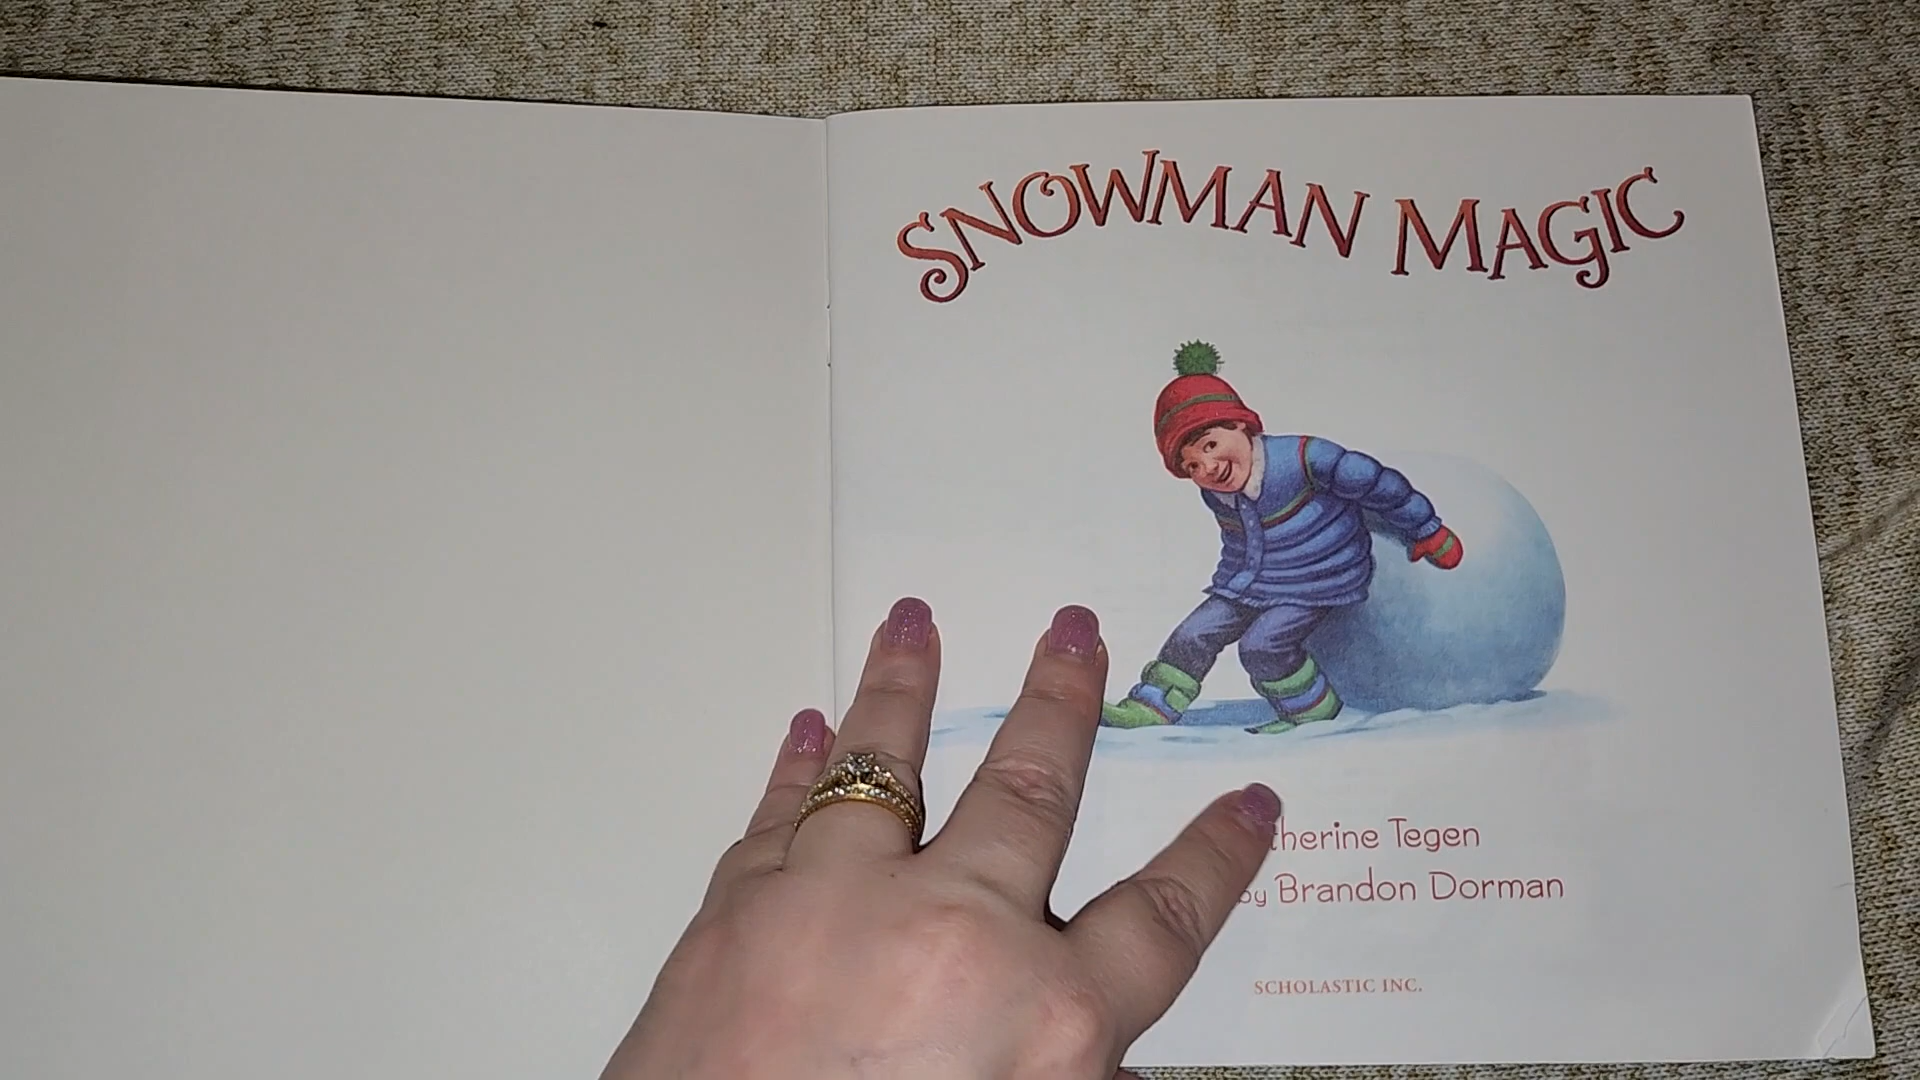 SNOWMAN MAGIC
therine Tegen
by Brandon Dorman
SCHOLASTIC INC.